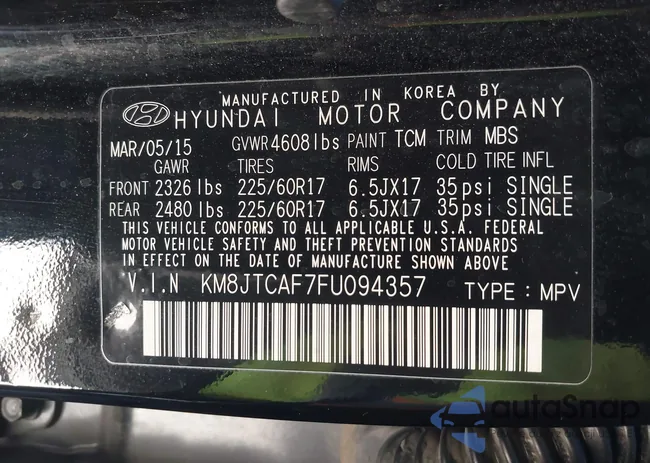 MANUFACTURED IN KOREA BY
HYUNDAI MOTOR COMPANY
MAR/05/15 GVWR 4608lbs PAINT TCM TRIM MBS
GAWR TIRES RIMS COLD TIRE INFL
FRONT 2326 lbs 225/60R17 6.5JX17 35psi SINGLE
REAR 2480 lbs 225/60R17 6.5JX17 35psi SINGLE
THIS VEHICLE CONFORMS TO ALL APPLICABLE U.S.A. FEDERAL
MOTOR VEHICLE SAFETY AND THEFT PREVENTION STANDARDS
IN EFFECT ON THE DATE OF MANUFACTURE SHOWN ABOVE
V.I.N KM8JTCAF7FU094357 TYPE : MPV
autoSnap